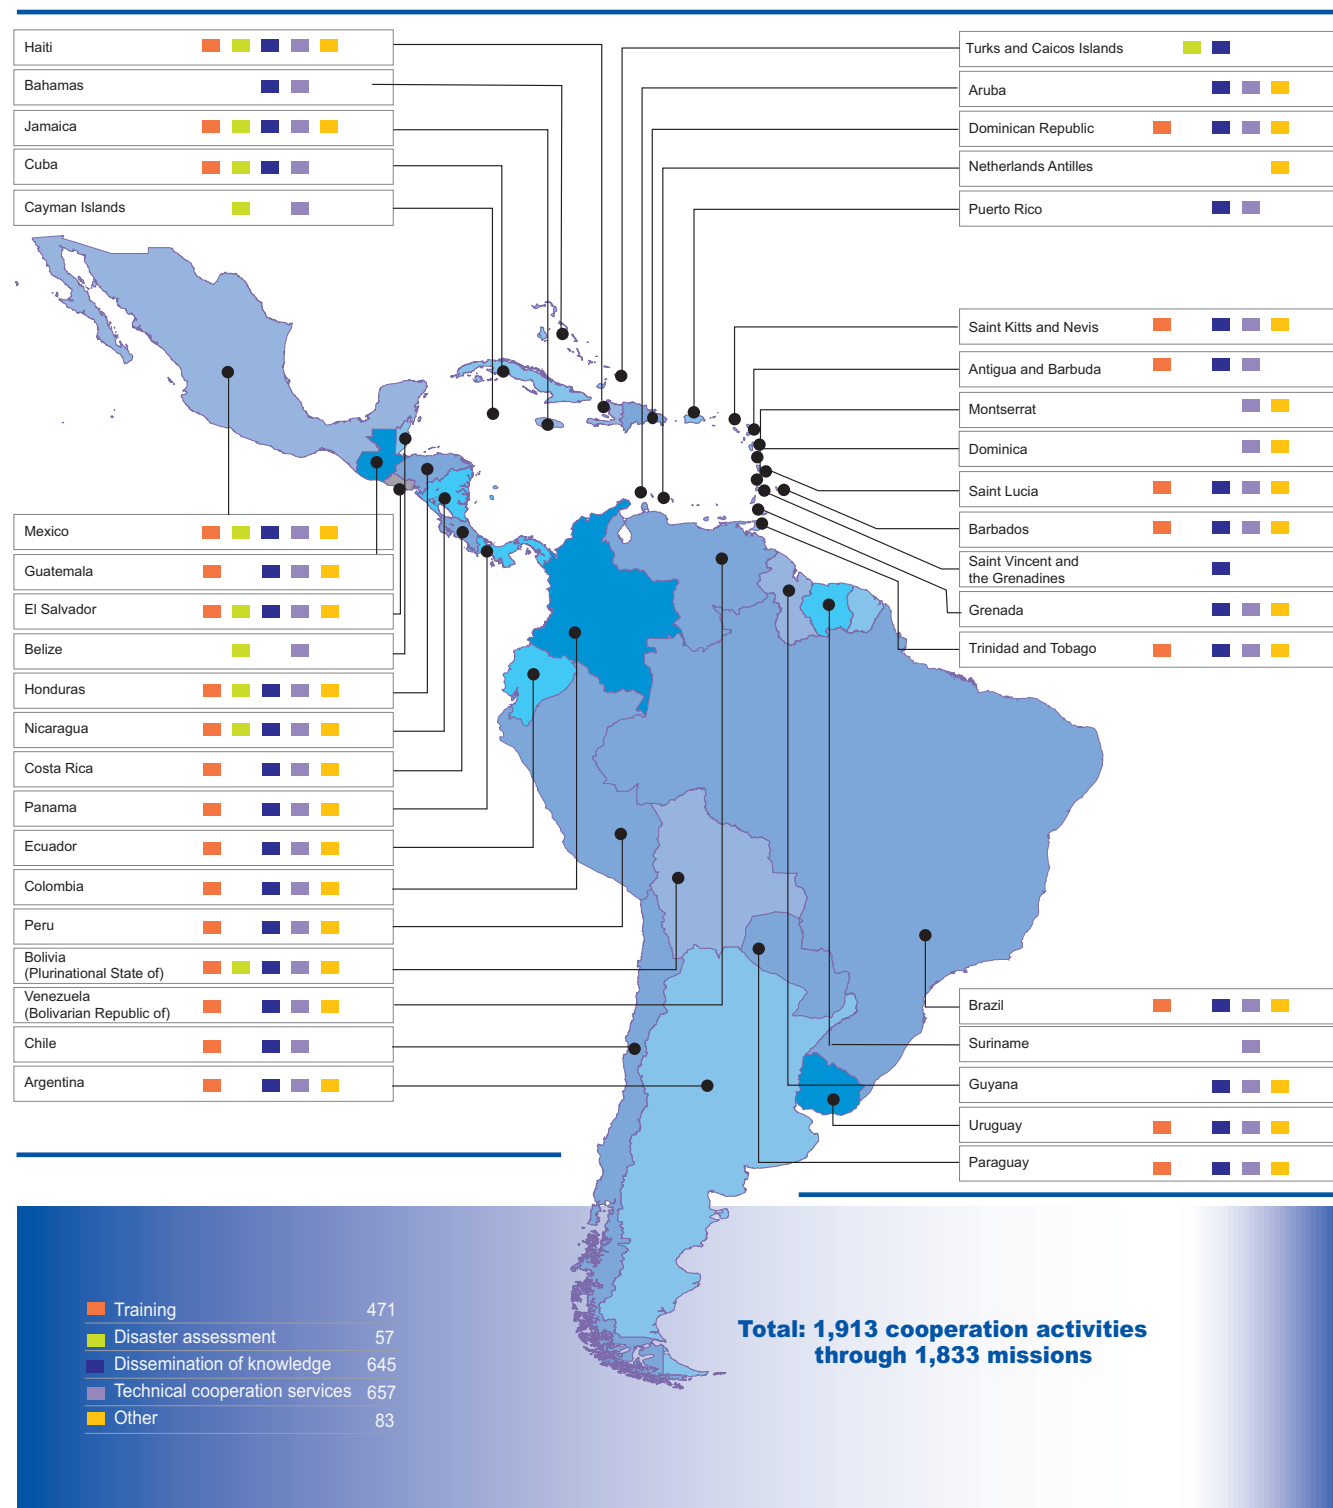 Haiti
Bahamas
Jamaica
Cuba
Cayman Islands
Turks and Caicos Islands
Aruba
Dominican Republic
Netherlands Antilles
Puerto Rico
Saint Kitts and Nevis
Antigua and Barbuda
Montserrat
Dominica
Saint Lucia
Barbados
Saint Vincent and
the Grenadines
Grenada
Trinidad and Tobago
Mexico
Guatemala
El Salvador
Belize
Honduras
Nicaragua
Costa Rica
Panama
Ecuador
Colombia
Peru
Bolivia
(Plurinational State of)
Venezuela
(Bolivarian Republic of)
Chile
Argentina
Brazil
Suriname
Guyana
Uruguay
Paraguay
Training 471
Disaster assessment 57
Dissemination of knowledge 645
Technical cooperation services 657
Other 83
Total: 1,913 cooperation activities
through 1,833 missions